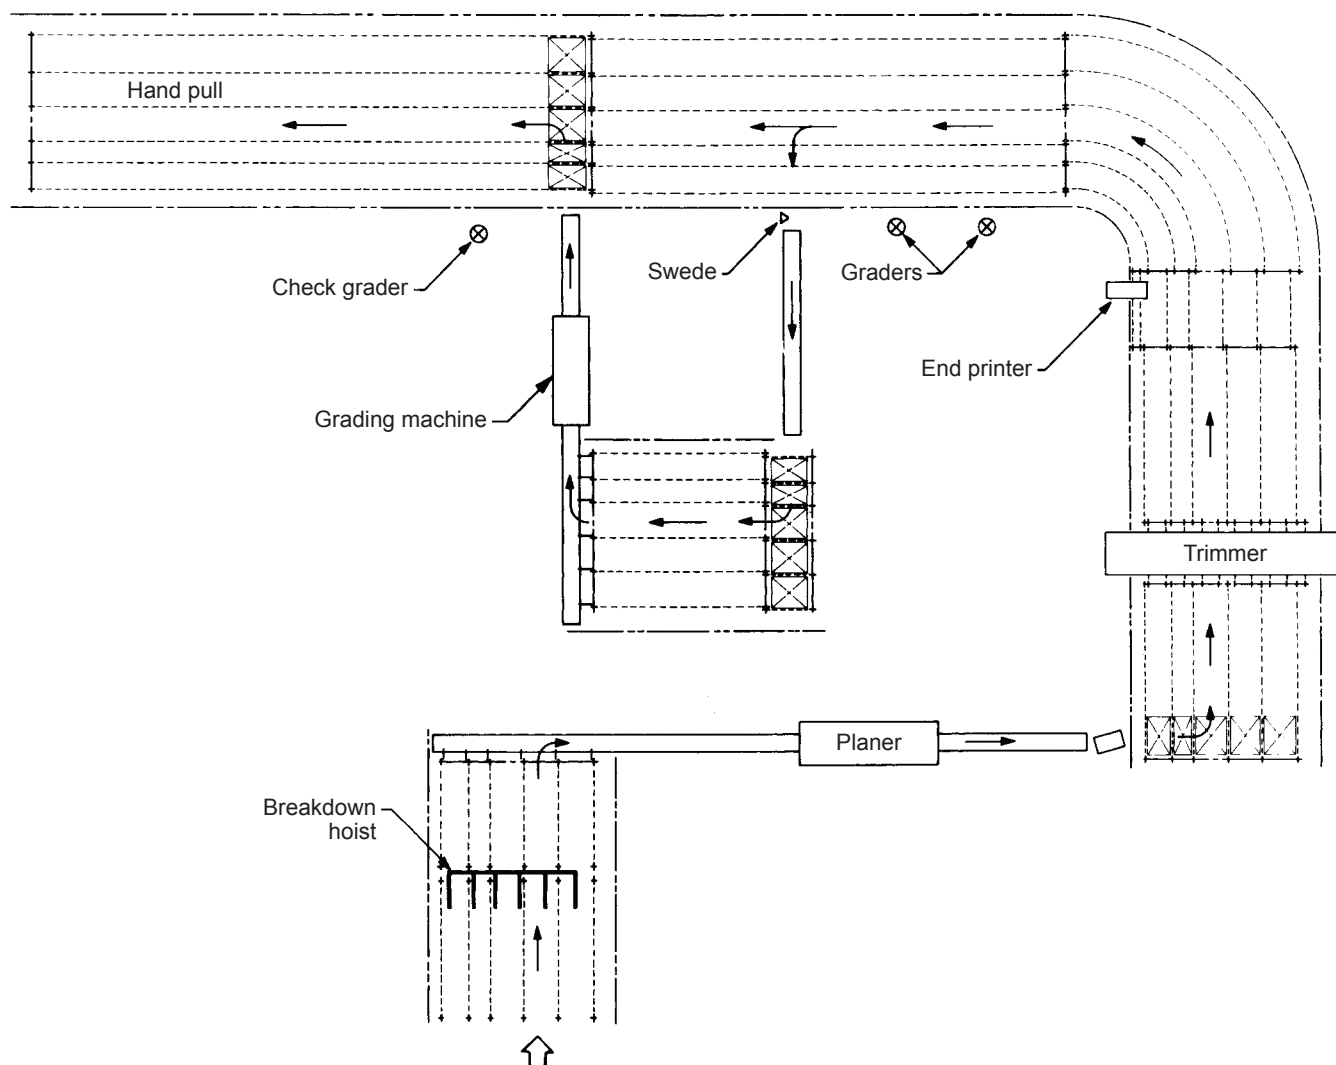 Hand pull
Check grader
Swede
Graders
End printer
Grading machine
Trimmer
Planer
Breakdown
hoist